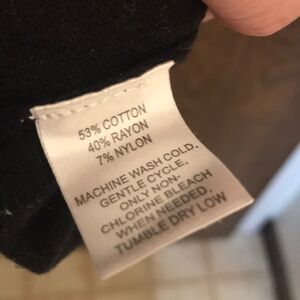 53% COTTON
40% RAYON
7% NYLON
MACHINE WASH COLD,
GENTLE CYCLE,
ONLY NON-
CHLORINE BLEACH
WHEN NEEDED,
TUMBLE DRY LOW